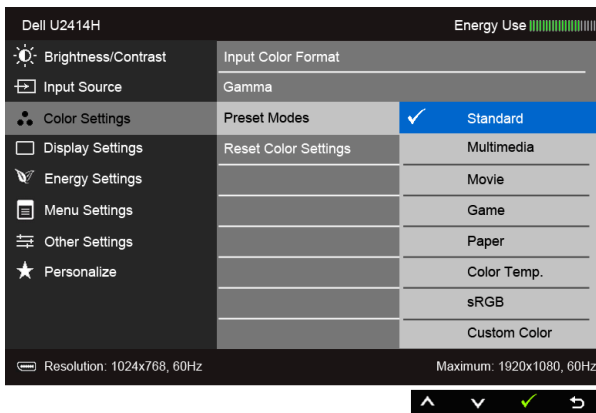 Dell U2414H Energy Use
Brightness/Contrast Input Color Format
Input Source Gamma
Color Settings Preset Modes Standard
Display Settings Reset Color Settings Multimedia
Energy Settings Movie
Menu Settings Game
Other Settings Paper
Personalize Color Temp.
sRGB
Custom Color
Resolution: 1024x768, 60Hz Maximum: 1920x1080, 60Hz